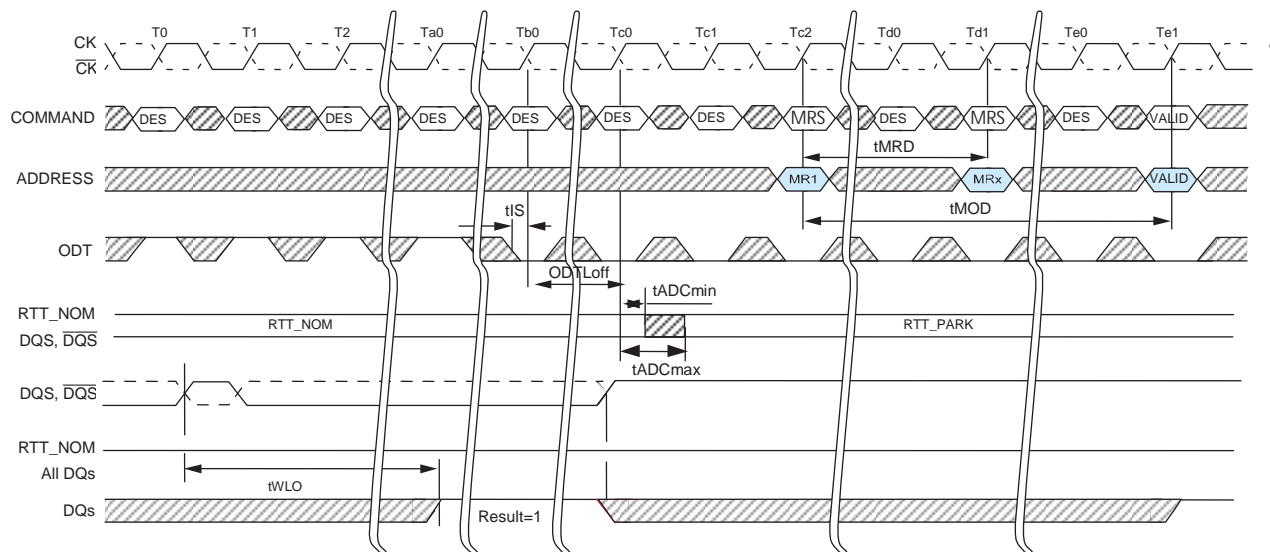 T0 T1 T2 Ta0 Tb0 Tc0 Tc1 Tc2 Td0 Td1 Te0 Te1
CK
CK
COMMAND DES DES DES DES DES DES DES MRS DES MRS DES VALID
tMRD
ADDRESS MR1 MRx VALID
tIS tMOD
ODT
ODTLoff
tADCmin
RTT_NOM
RTT_NOM RTT_PARK
DQS, DQS
tADCmax
DQS, DQS
RTT_NOM
All DQs
tWLO
DQs Result=1